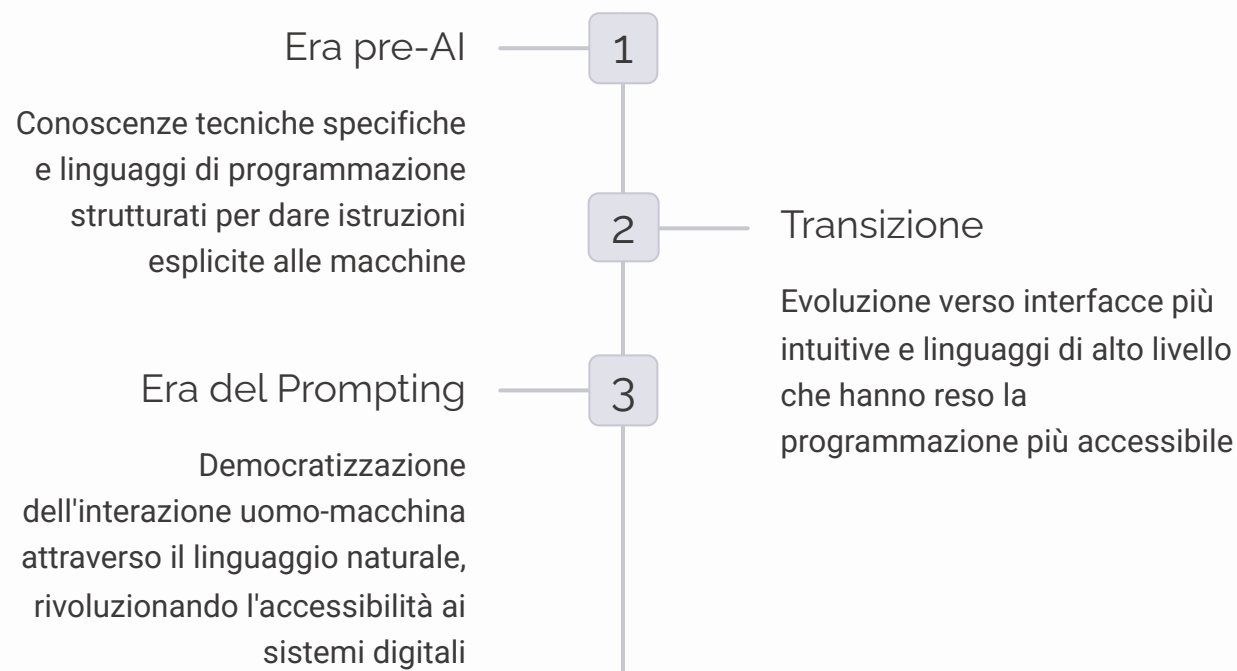 Era pre-AI
1
Conoscenze tecniche specifiche
e linguaggi di programmazione
strutturati per dare istruzioni
esplicite alle macchine
2
Transizione
Evoluzione verso interfacce più
intuitive e linguaggi di alto livello
che hanno reso la
programmazione più accessibile
Era del Prompting
3
Democratizzazione
dell'interazione uomo-macchina
attraverso il linguaggio naturale,
rivoluzionando l'accessibilità ai
sistemi digitali